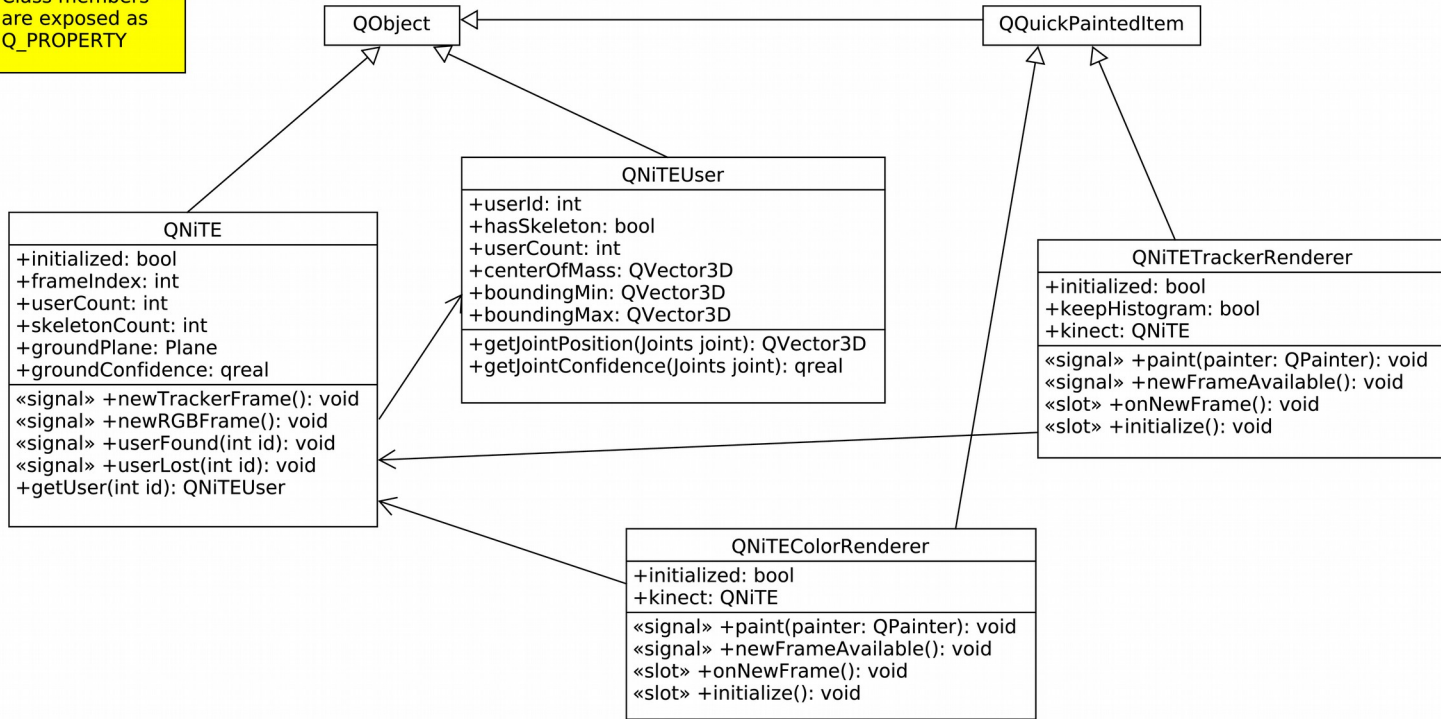 Class members
are exposed as
Q_PROPERTY
QObject
QQuickPaintedItem
QNiTEUser
+userId: int
+hasSkeleton: bool
+userCount: int
+centerOfMass: QVector3D
+boundingMin: QVector3D
+boundingMax: QVector3D
+getJointPosition(Joints joint): QVector3D
+getJointConfidence(Joints joint): qreal
QNiTE
+initialized: bool
+frameIndex: int
+userCount: int
+skeletonCount: int
+groundPlane: Plane
+groundConfidence: qreal
«signal» +newTrackerFrame(): void
«signal» +newRGBFrame(): void
«signal» +userFound(int id): void
«signal» +userLost(int id): void
+getUser(int id): QNiTEUser
QNiTETrackerRenderer
+initialized: bool
+keepHistogram: bool
+kinect: QNiTE
«signal» +paint(painter: QPainter): void
«signal» +newFrameAvailable(): void
«slot» +onNewFrame(): void
«slot» +initialize(): void
QNiTEColorRenderer
+initialized: bool
+kinect: QNiTE
«signal» +paint(painter: QPainter): void
«signal» +newFrameAvailable(): void
«slot» +onNewFrame(): void
«slot» +initialize(): void